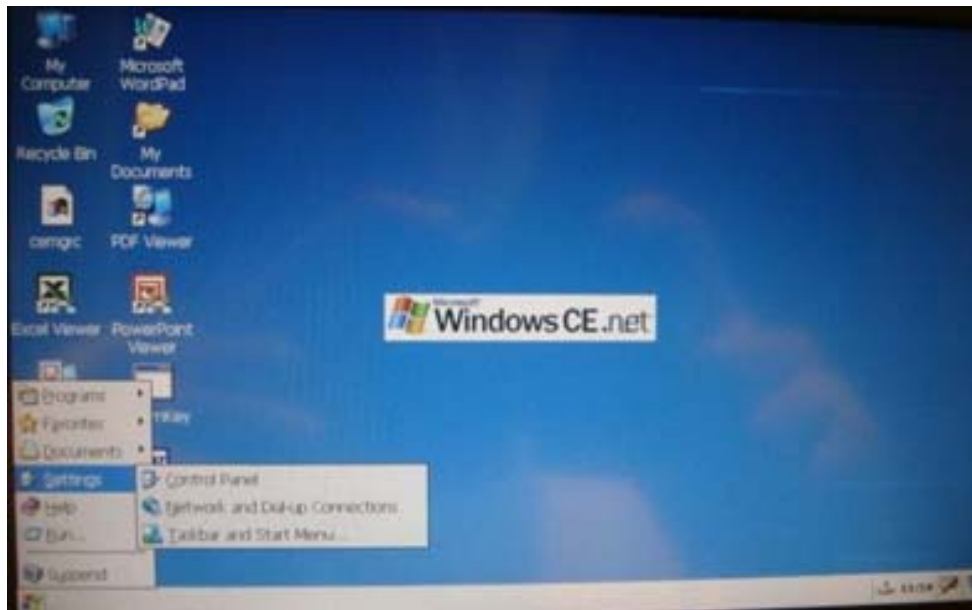 My
Computer
Microsoft
WordPad
Recycle Bin
My
Documents
cemgrc
PDF Viewer
Excel Viewer
PowerPoint
Viewer
Microsoft
Windows CE.net
Programs
Favorites
Documents
Settings
Help
Run...
Suspend
Control Panel
Network and Dial-up Connections
Taskbar and Start Menu...